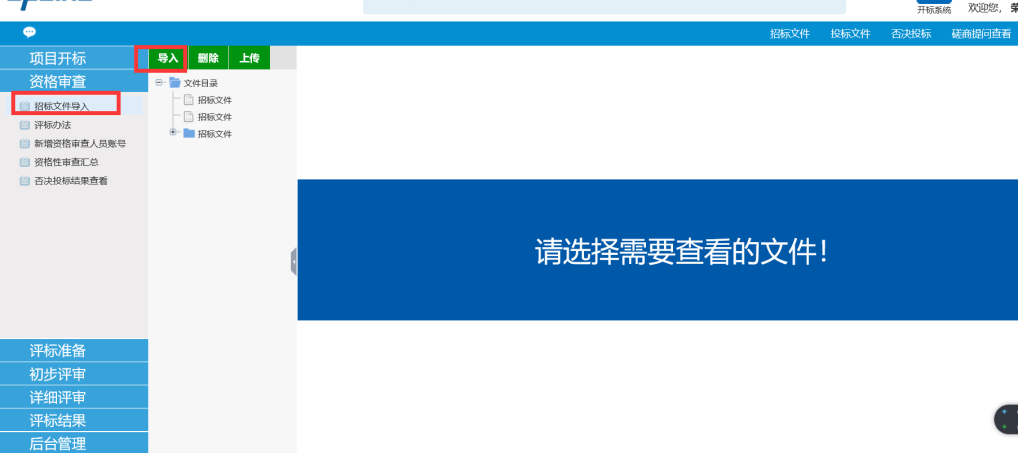 开标系统 欢迎您,
招标文件 投标文件 否决投标 磋商提问查看
项目开标
资格审查
招标文件导入
评标办法
新增资格审查人员账号
资格性审查汇总
否决投标结果查看
评标准备
初步评审
详细评审
评标结果
后台管理
导入 删除 上传
文件目录
招标文件
招标文件
招标文件
请选择需要查看的文件!